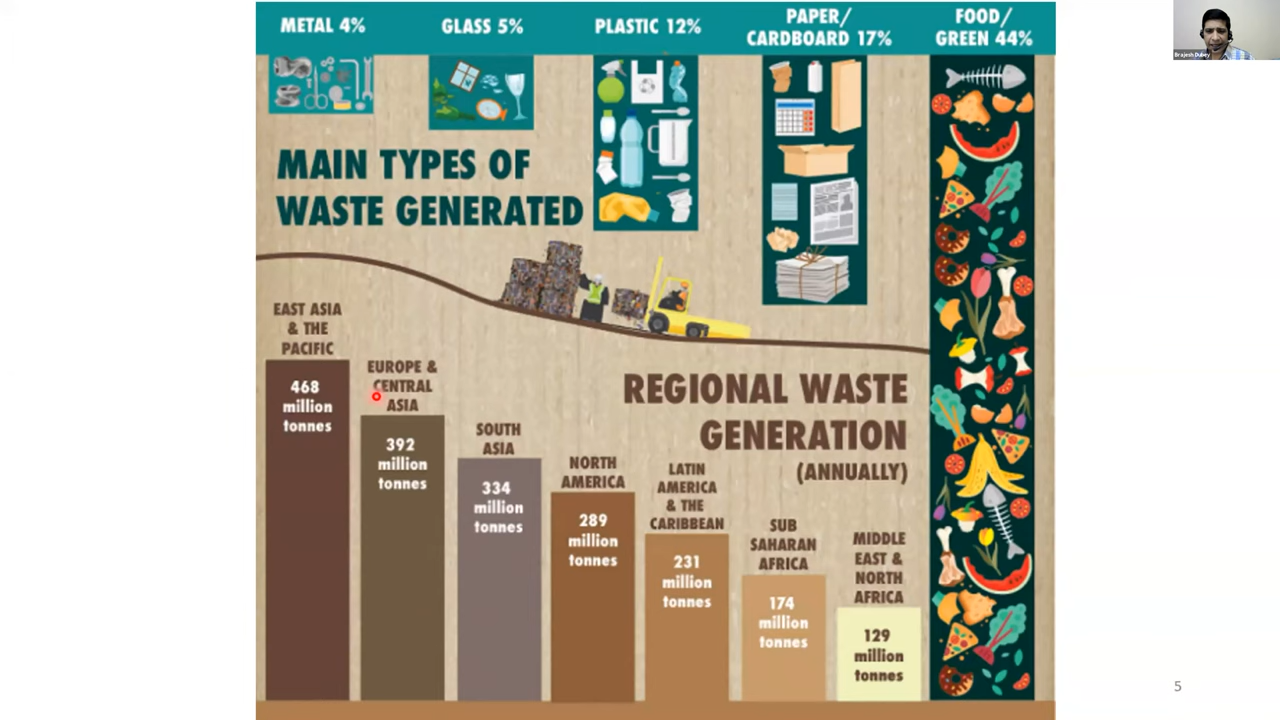 METAL 4%
GLASS 5%
PLASTIC 12%
PAPER/
CARDBOARD 17%
FOOD/
GREEN 44%
MAIN TYPES OF
WASTE GENERATED
EAST ASIA
& THE
PACIFIC
468
million
tonnes
EUROPE &
CENTRAL
ASIA
392
million
tonnes
SOUTH
ASIA
334
million
tonnes
NORTH
AMERICA
289
million
tonnes
LATIN
AMERICA
& THE
CARIBBEAN
231
million
tonnes
SUB
SAHARAN
AFRICA
174
million
tonnes
MIDDLE
EAST &
NORTH
AFRICA
129
million
tonnes
REGIONAL WASTE
GENERATION
(ANNUALLY)
Brajesh Dubey
5